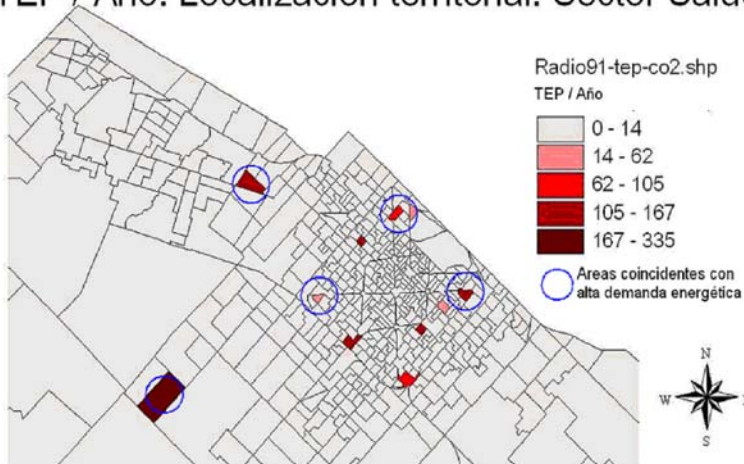 TEP / Año. Localización territorial. Sector Salud
Radio91-tep-co2.shp
TEP / Año
0 - 14
14 - 62
62 - 105
105 - 167
167 - 335
Areas coincidentes con
alta demanda energética
N
W
S